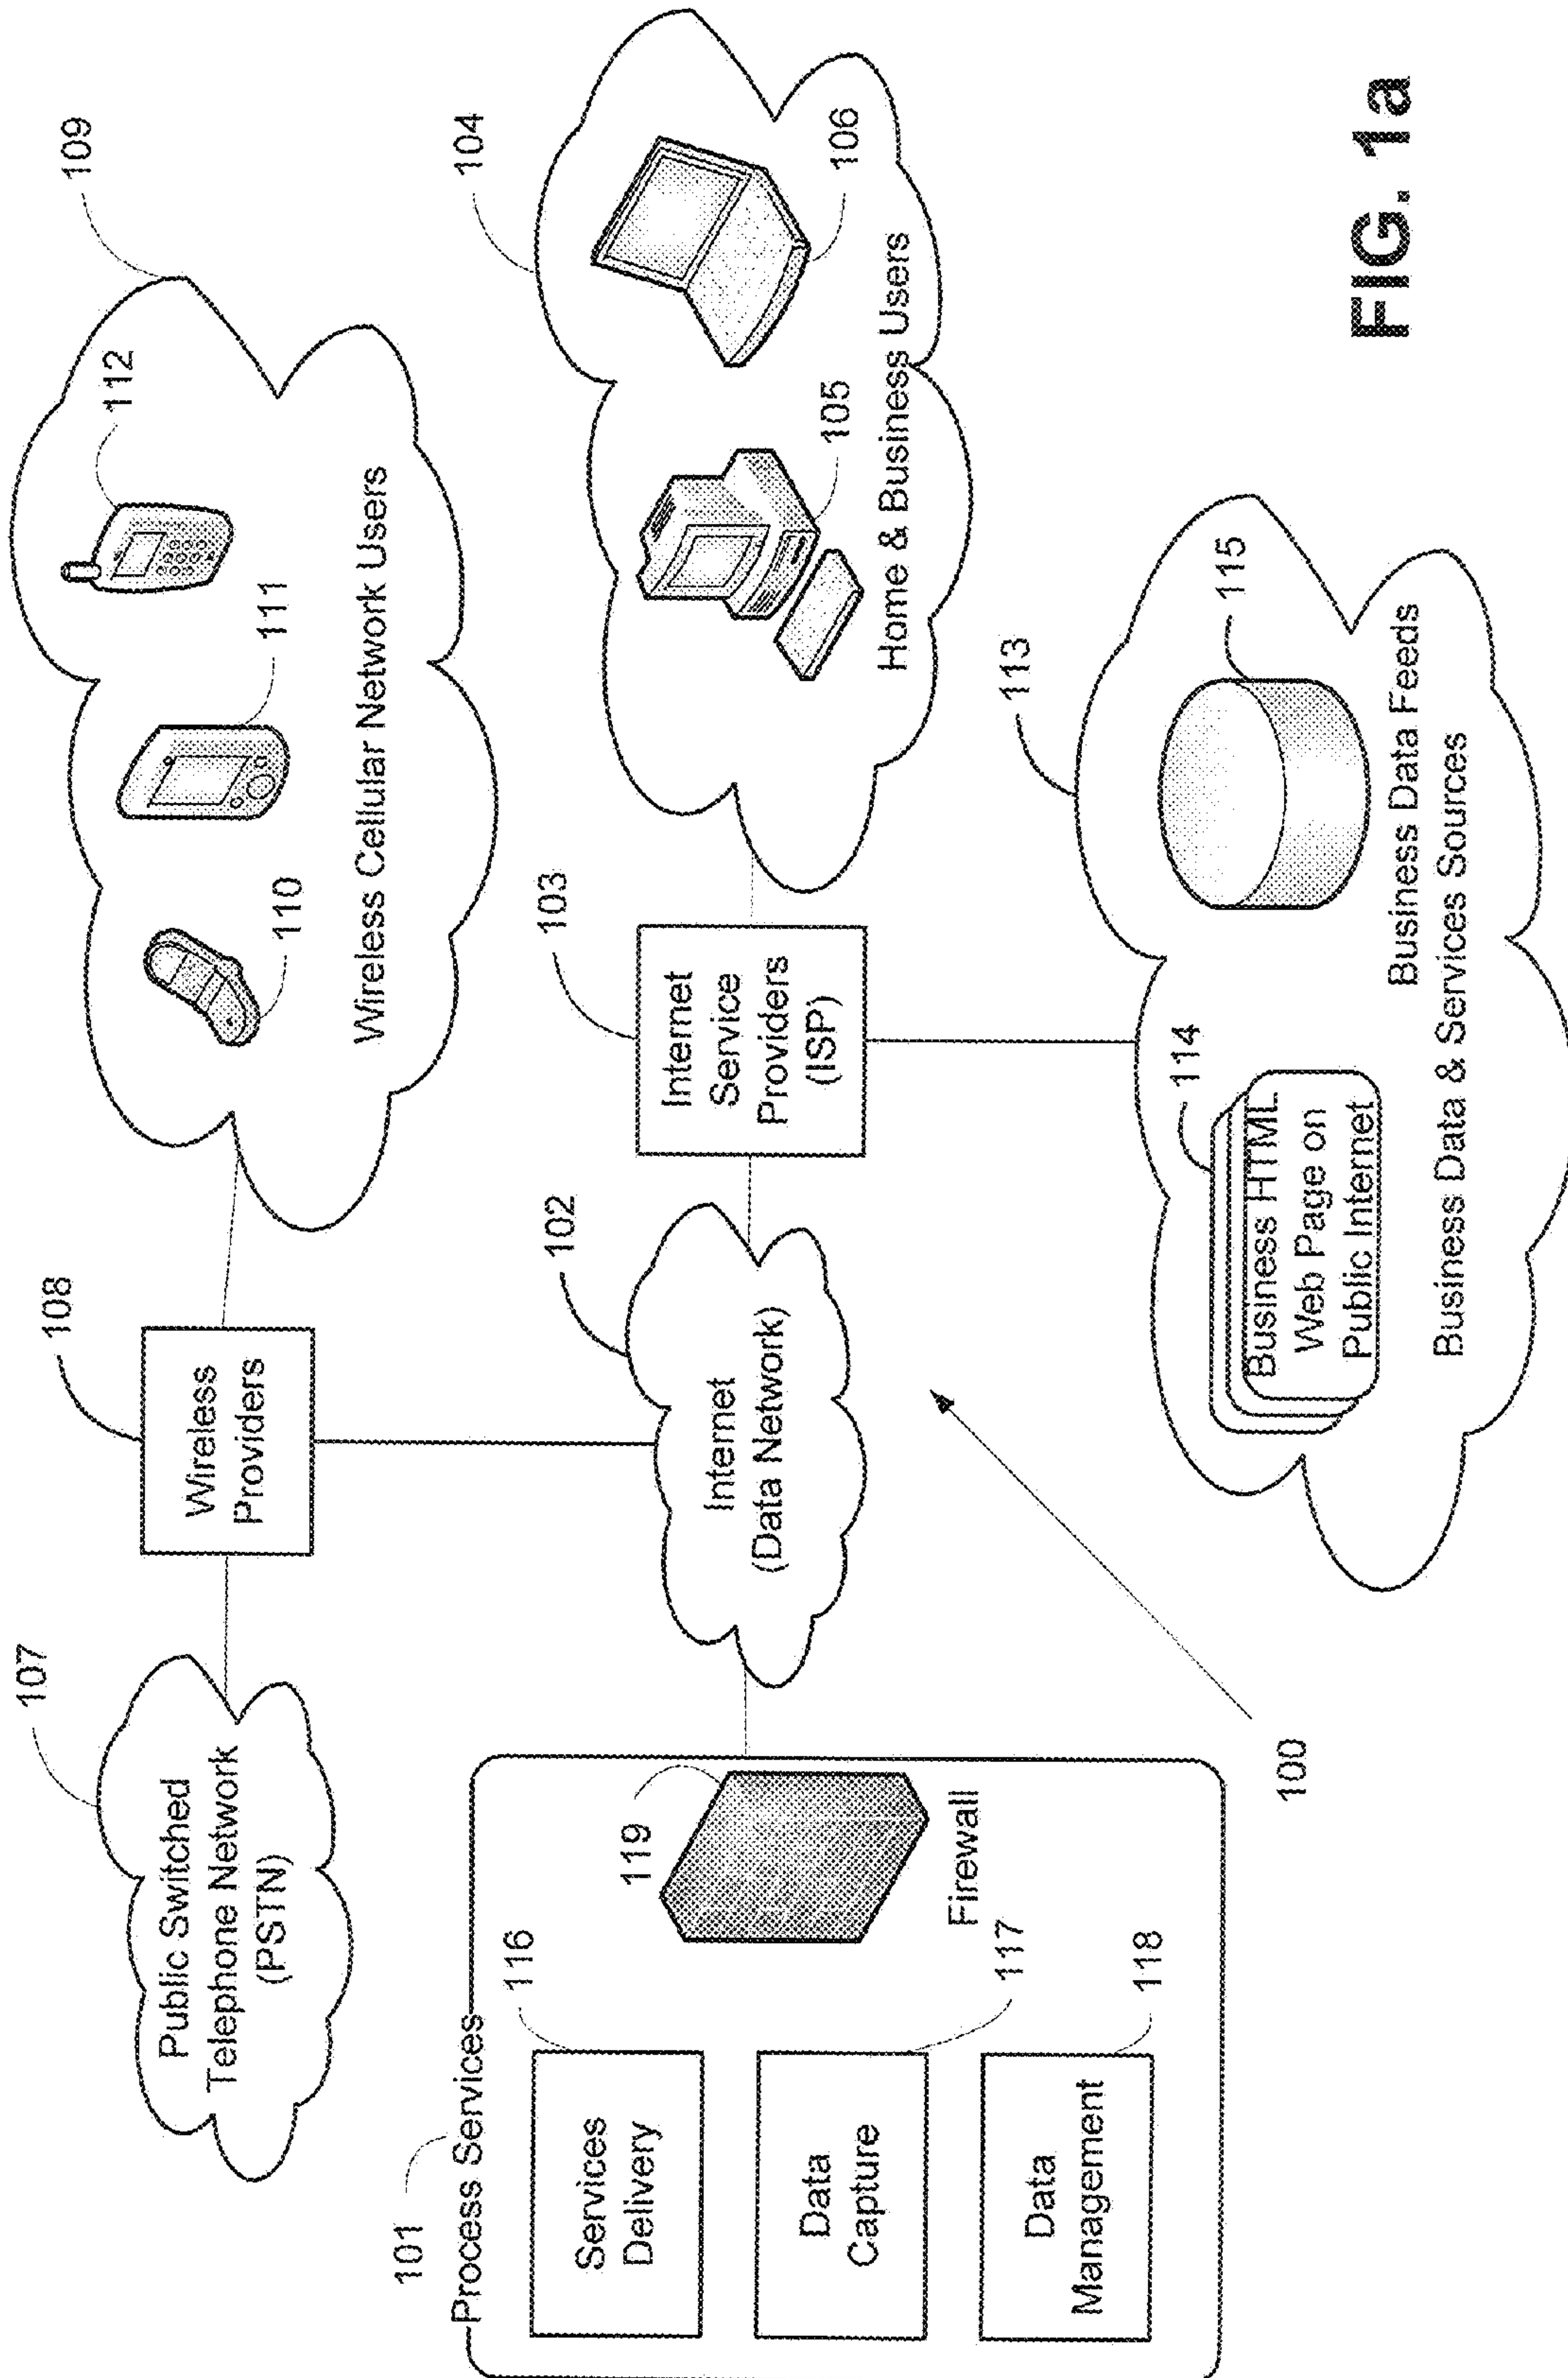 107
Public Switched
Telephone Network
(PSTN)
108
Wireless
Providers
109
110
111
112
Wireless Cellular Network Users
101
Process Services
116
Services
Delivery
117
Data
Capture
118
Data
Management
119
Firewall
102
Internet
(Data Network)
103
Internet
Service
Providers
(ISP)
104
105
106
Home & Business Users
100
113
114
Business HTML
Web Page on
Public Internet
115
Business Data Feeds
Business Data & Services Sources
FIG. 1a